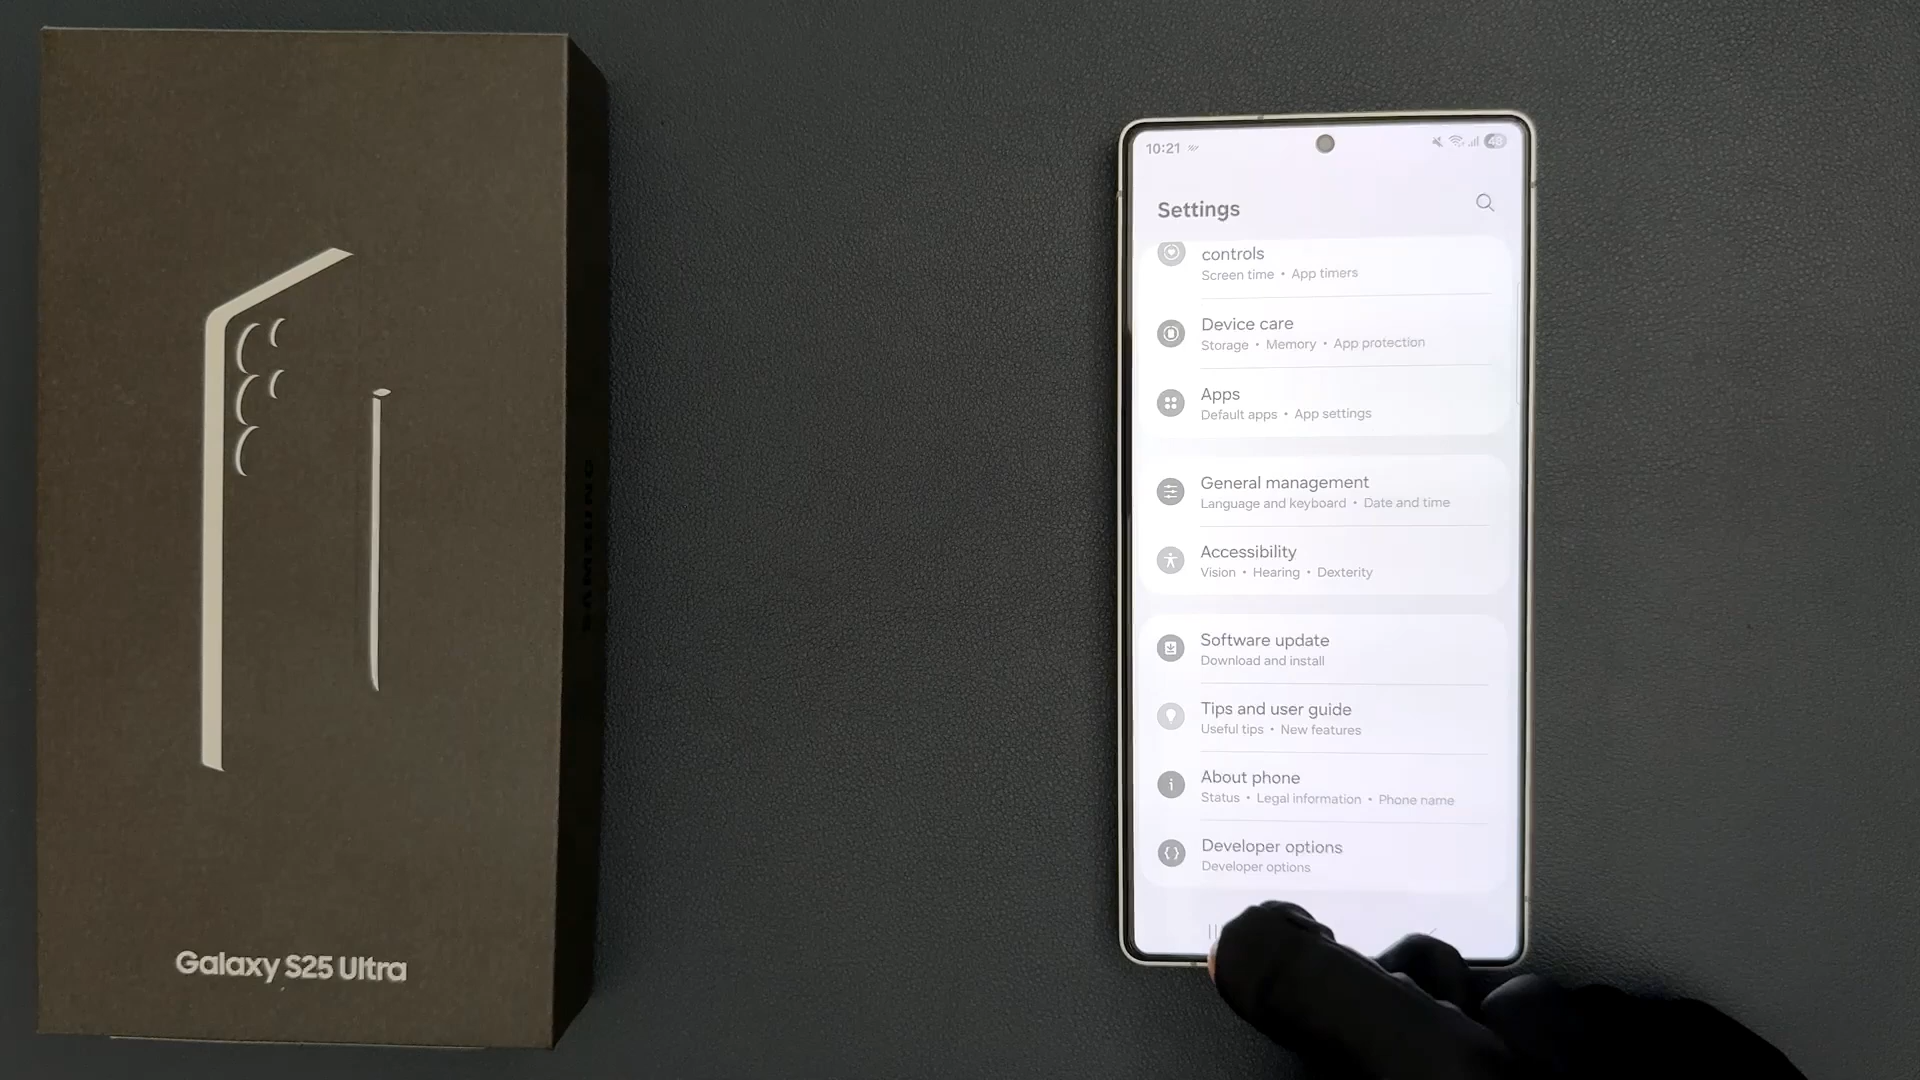 10:21
48
Settings
controls
Screen time • App timers
Device care
Storage • Memory • App protection
Apps
Default apps • App settings
General management
Language and keyboard • Date and time
Accessibility
Vision • Hearing • Dexterity
Software update
Download and install
Tips and user guide
Useful tips • New features
About phone
Status • Legal information • Phone name
Developer options
Developer options
Galaxy S25 Ultra
SAMSUNG